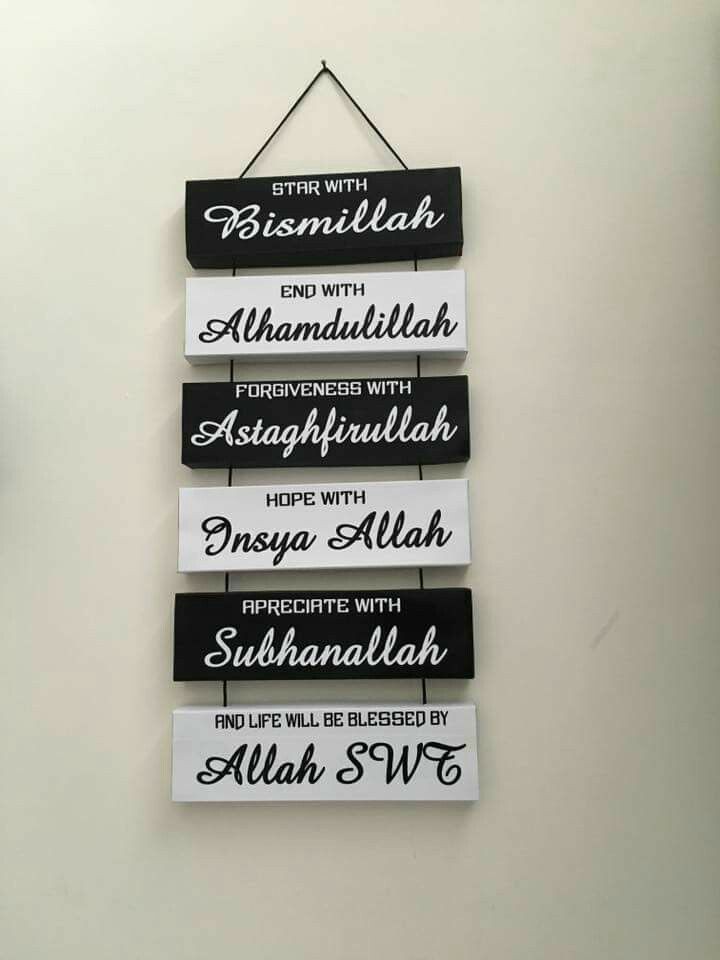 STAR WITH
Bismillah
END WITH
Alhamdulillah
FORGIVENESS WITH
Astaghfirullah
HOPE WITH
Insya Allah
APRECIATE WITH
Subhanallah
AND LIFE WILL BE BLESSED BY
Allah SWT